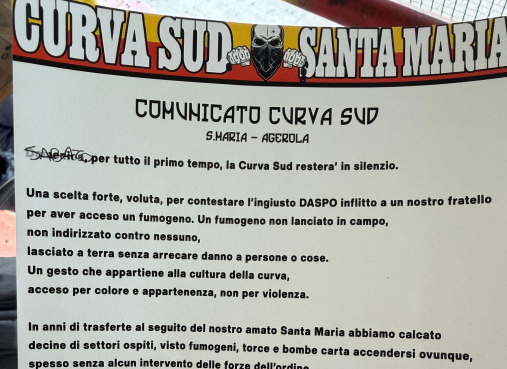 CURVA SUD SANTA MARIA
COMUNICATO CURVA SUD
S.MARIA – AGEROLA
SABATO, per tutto il primo tempo, la Curva Sud restera' in silenzio.
Una scelta forte, voluta, per contestare l'ingiusto DASPO inflitto a un nostro fratello
per aver acceso un fumogeno. Un fumogeno non lanciato in campo,
non indirizzato contro nessuno,
lasciato a terra senza arrecare danno a persone o cose.
Un gesto che appartiene alla cultura della curva,
acceso per colore e appartenenza, non per violenza.
In anni di trasferte al seguito del nostro amato Santa Maria abbiamo calcato
decine di settori ospiti, visto fumogeni, torce e bombe carta accendersi ovunque,
spesso senza alcun intervento delle forze dell'ordine